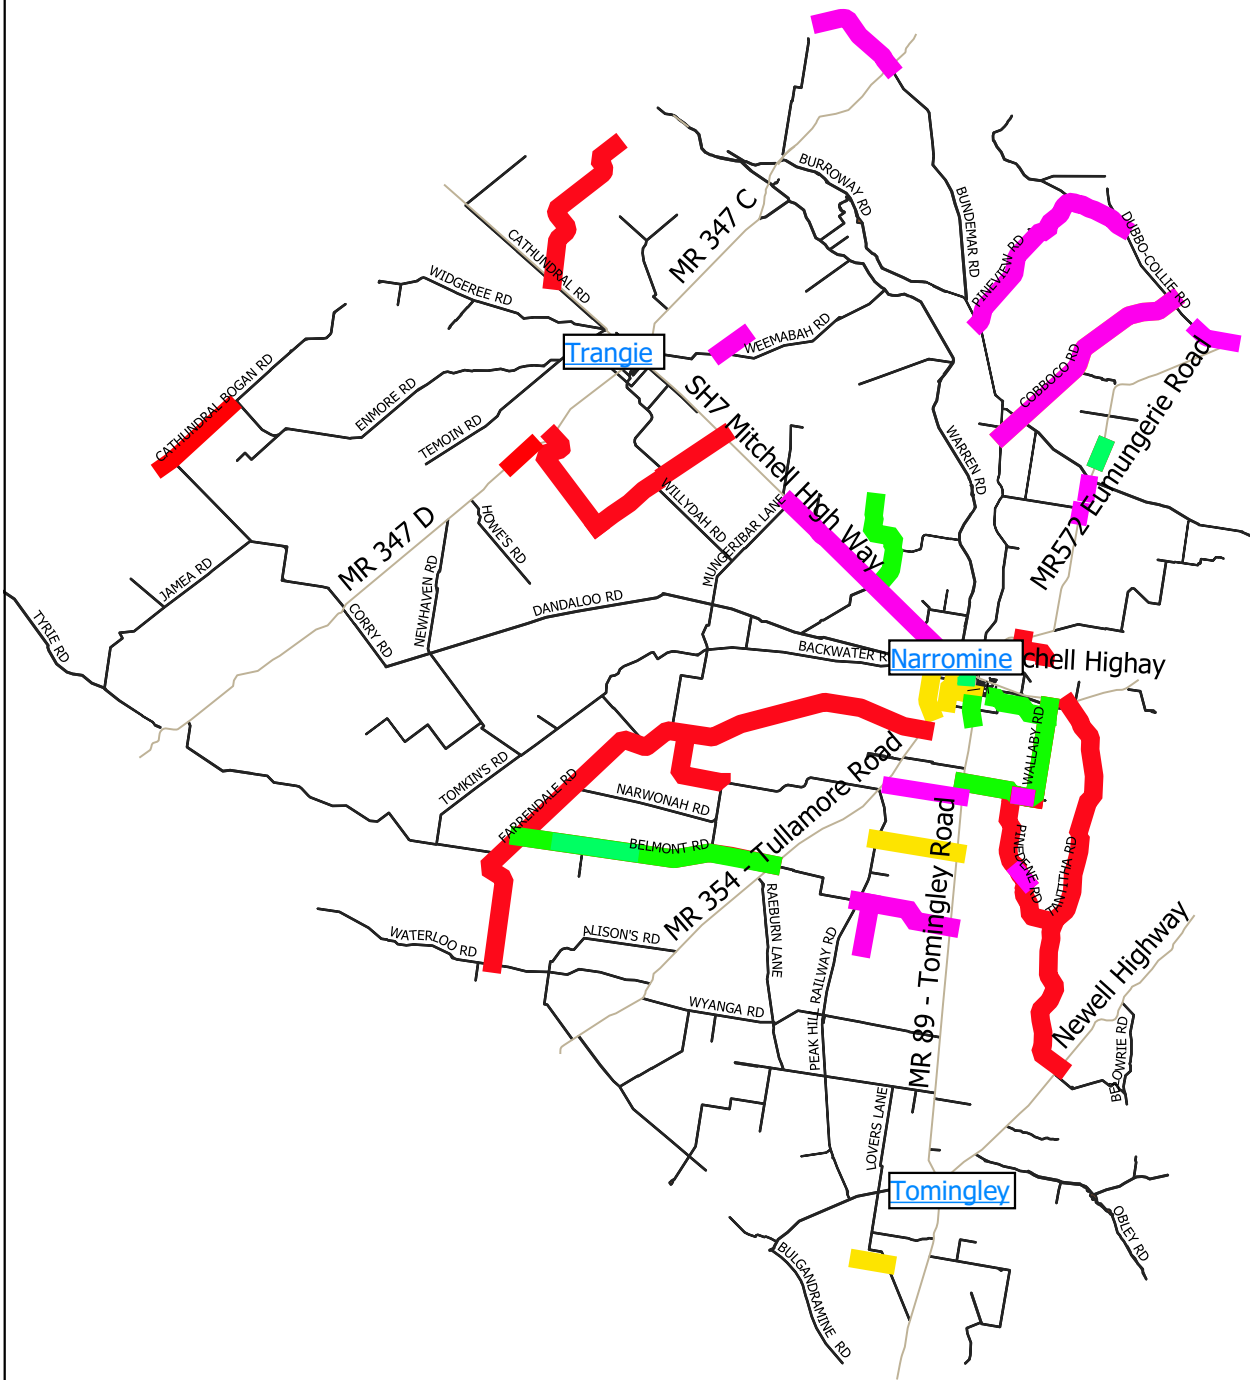 BURROWAY RD
MR 347 C
BUNDEMAR RD
DUBBO-COLLIE RD
PINEVIEW RD
CATHUNDRAL RD
WIDGEREE RD
Trangie
WEEMABAH RD
MR572 Eumungerie Road
COBBOCO RD
CATHUNDRAL BOGAN RD
ENMORE RD
TEMOIN RD
SH7 Mitchell High Way
WARREN RD
WILLYDAH RD
MUNGERIBAR LANE
HOWE'S RD
MR 347 D
NEWHAVEN RD
JAMEA RD
CORRY RD
DANDALOO RD
TYRIE RD
BACKWATER R
Narromine
chell Highay
WALLABY RD
TOMKIN'S RD
FARRENDALE RD
NARWONAH RD
MR 354 - Tullamore Road
BELMONT RD
PINEDENE RD
TANTITHA RD
MR 89 - Tomingley Road
RAEBURN LANE
WATERLOO RD
ALISON'S RD
PEAK HILL RAILWAY RD
WYANGA RD
Newell Highway
BELOWRIE RD
LOVERS LANE
Tomingley
OBLEY RD
BULGANDRAMINE RD